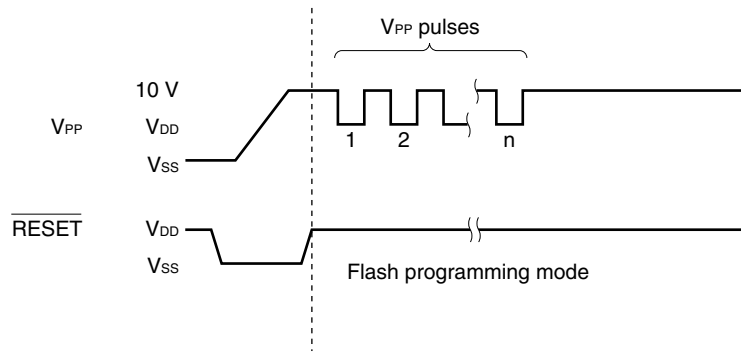 VPP pulses
10 V
VPP VDD
1 2 n
VSS
RESET VDD
VSS
Flash programming mode